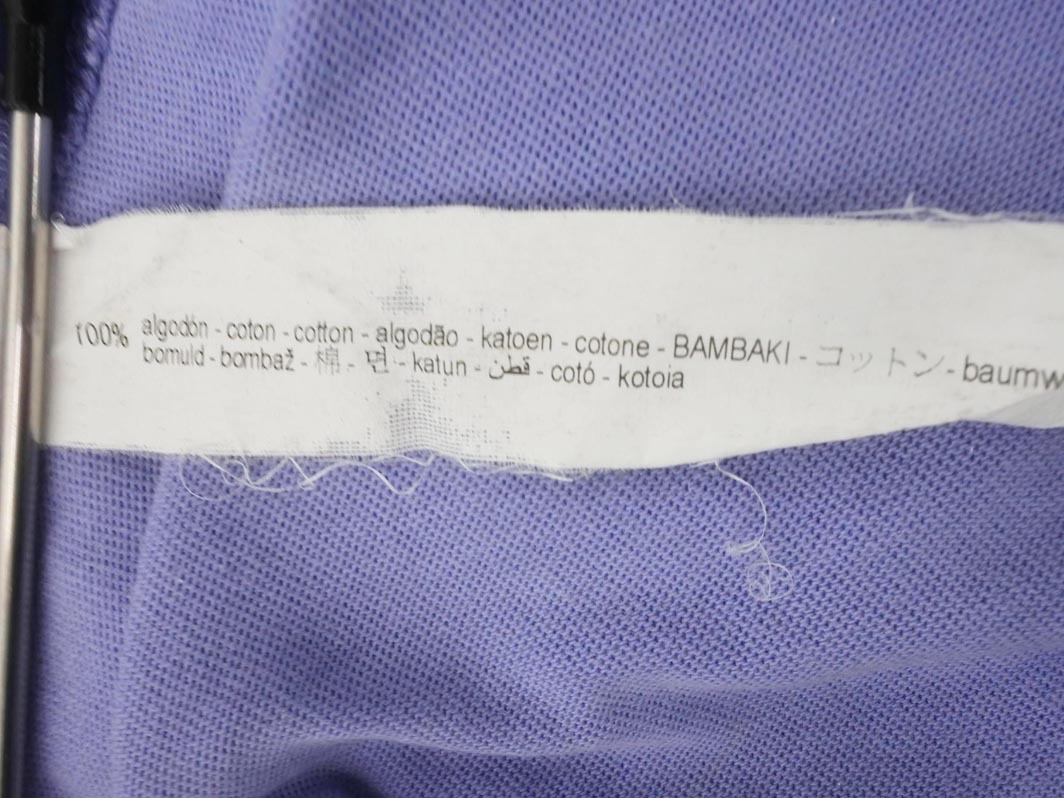 100% algodón - coton - cotton - algodão - katoen - cotone - BAMBAKI - コットン - baumw
bomuld - bombaž - 棉 - 면 - katun - قطن - cotó - kotoia